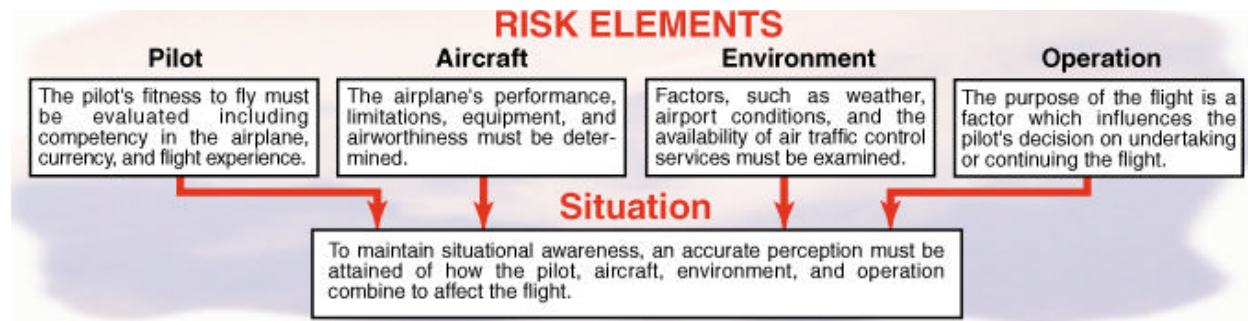 RISK ELEMENTS
Pilot
The pilot's fitness to fly must
be evaluated including
competency in the airplane,
currency, and flight experience.
Aircraft
The airplane's performance,
limitations, equipment, and
airworthiness must be deter-
mined.
Environment
Factors, such as weather,
airport conditions, and the
availability of air traffic control
services must be examined.
Operation
The purpose of the flight is a
factor which influences the
pilot's decision on undertaking
or continuing the flight.
Situation
To maintain situational awareness, an accurate perception must be
attained of how the pilot, aircraft, environment, and operation
combine to affect the flight.